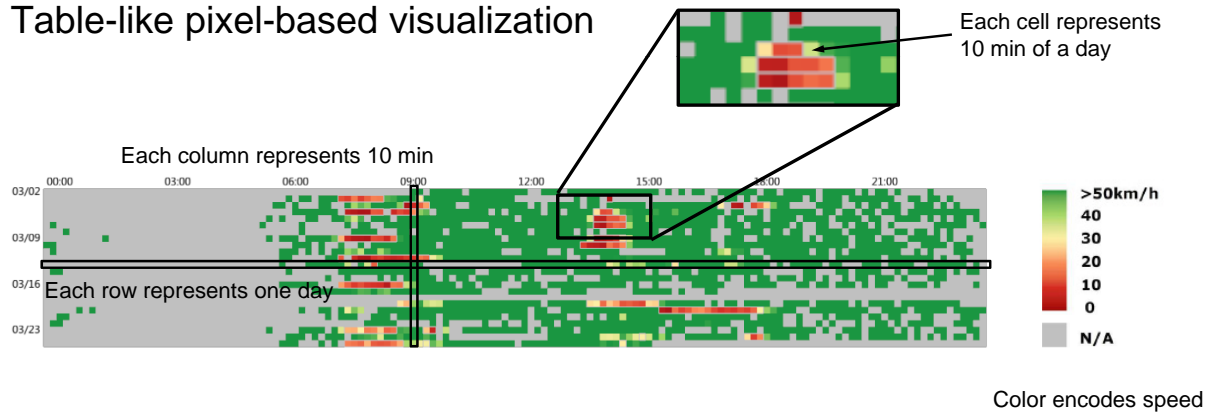 Table-like pixel-based visualization
Each cell represents
10 min of a day
Each column represents 10 min
00:00 03:00 06:00 09:00 12:00 15:00 18:00 21:00
03/02
03/09
03/16
Each row represents one day
03/23
>50km/h
40
30
20
10
0
N/A
Color encodes speed